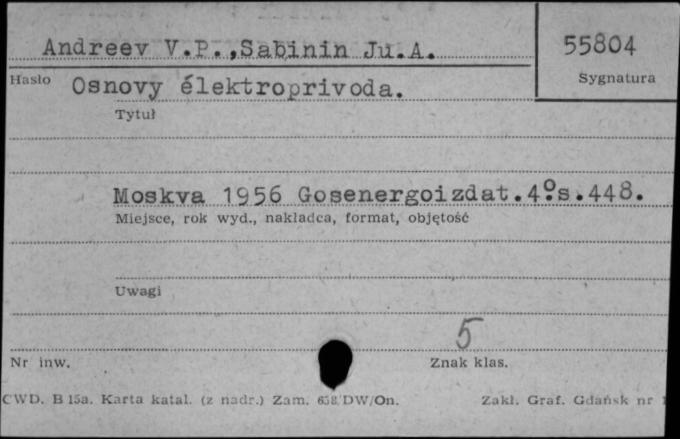 Andreev V.P.,Sabinin Ju.A.
55804
Hasło
Sygnatura
Osnovy élektroprivoda.
Tytuł
Moskva 1956 Gosenergoizdat.4°.s.448.
Miejsce, rok wyd., nakładca, format, objętość
Uwagi
5
Nr inw.
Znak klas.
CWD. B 15a. Karta katal. (z nadr.) Zam. 658/DW/On.
Zakł. Graf. Gdańsk nr 1